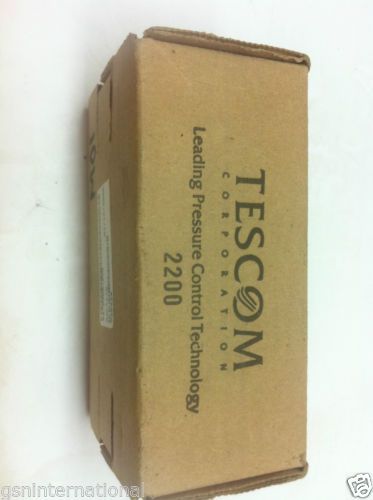 TESCOM
CORPORATION
Leading Pressure Control Technology
2200
gsninternational